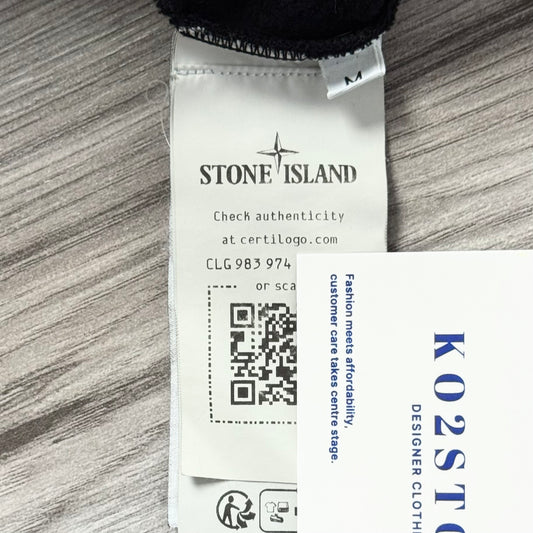 M
STONE ISLAND
Check authenticity
at certilogo.com
CLG 983 974
or sca
Fashion meets affordability,
customer care takes centre stage.
KO2STO
DESIGNER CLOTH